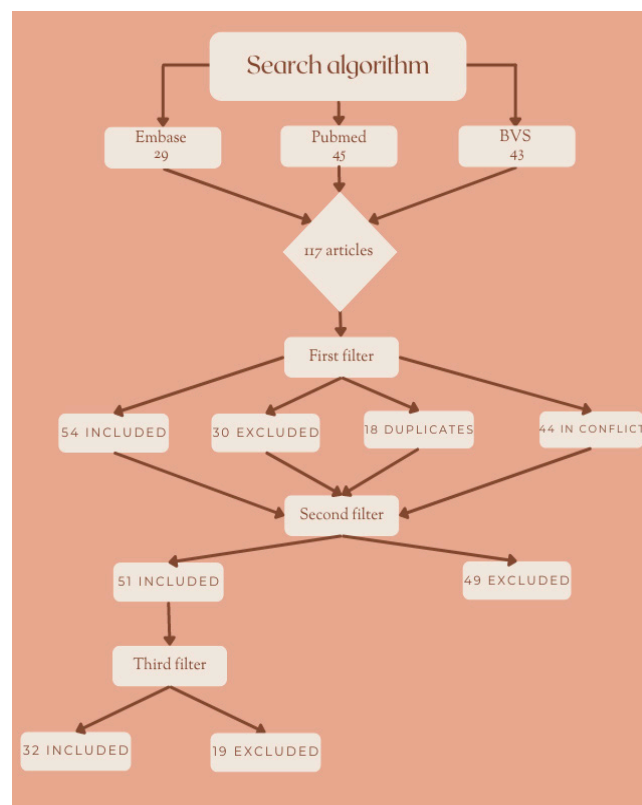 Search algorithm
Embase
29
Pubmed
45
BVS
43
117 articles
First filter
54 INCLUDED
30 EXCLUDED
18 DUPLICATES
44 IN CONFLICT
Second filter
51 INCLUDED
49 EXCLUDED
Third filter
32 INCLUDED
19 EXCLUDED